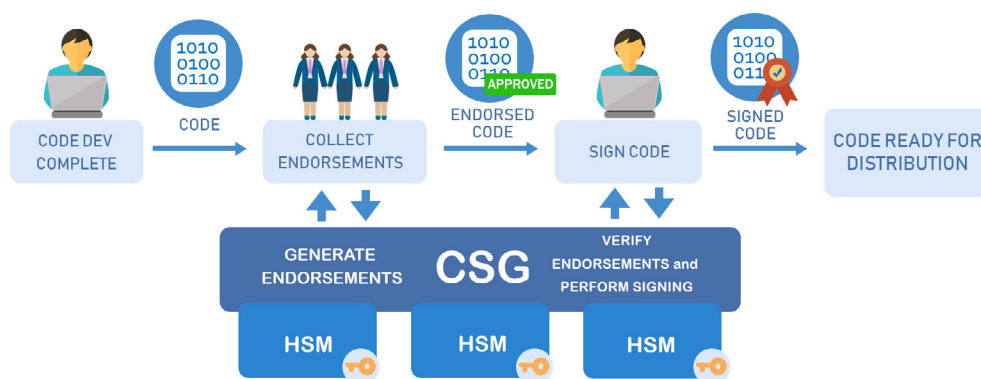 1010
0100
0110
CODE
CODE DEV
COMPLETE
COLLECT
ENDORSEMENTS
1010
0100
0110
APPROVED
ENDORSED
CODE
SIGN CODE
1010
0100
011
SIGNED
CODE
CODE READY FOR
DISTRIBUTION
GENERATE
ENDORSEMENTS
CSG
VERIFY
ENDORSEMENTS and
PERFORM SIGNING
HSM
HSM
HSM